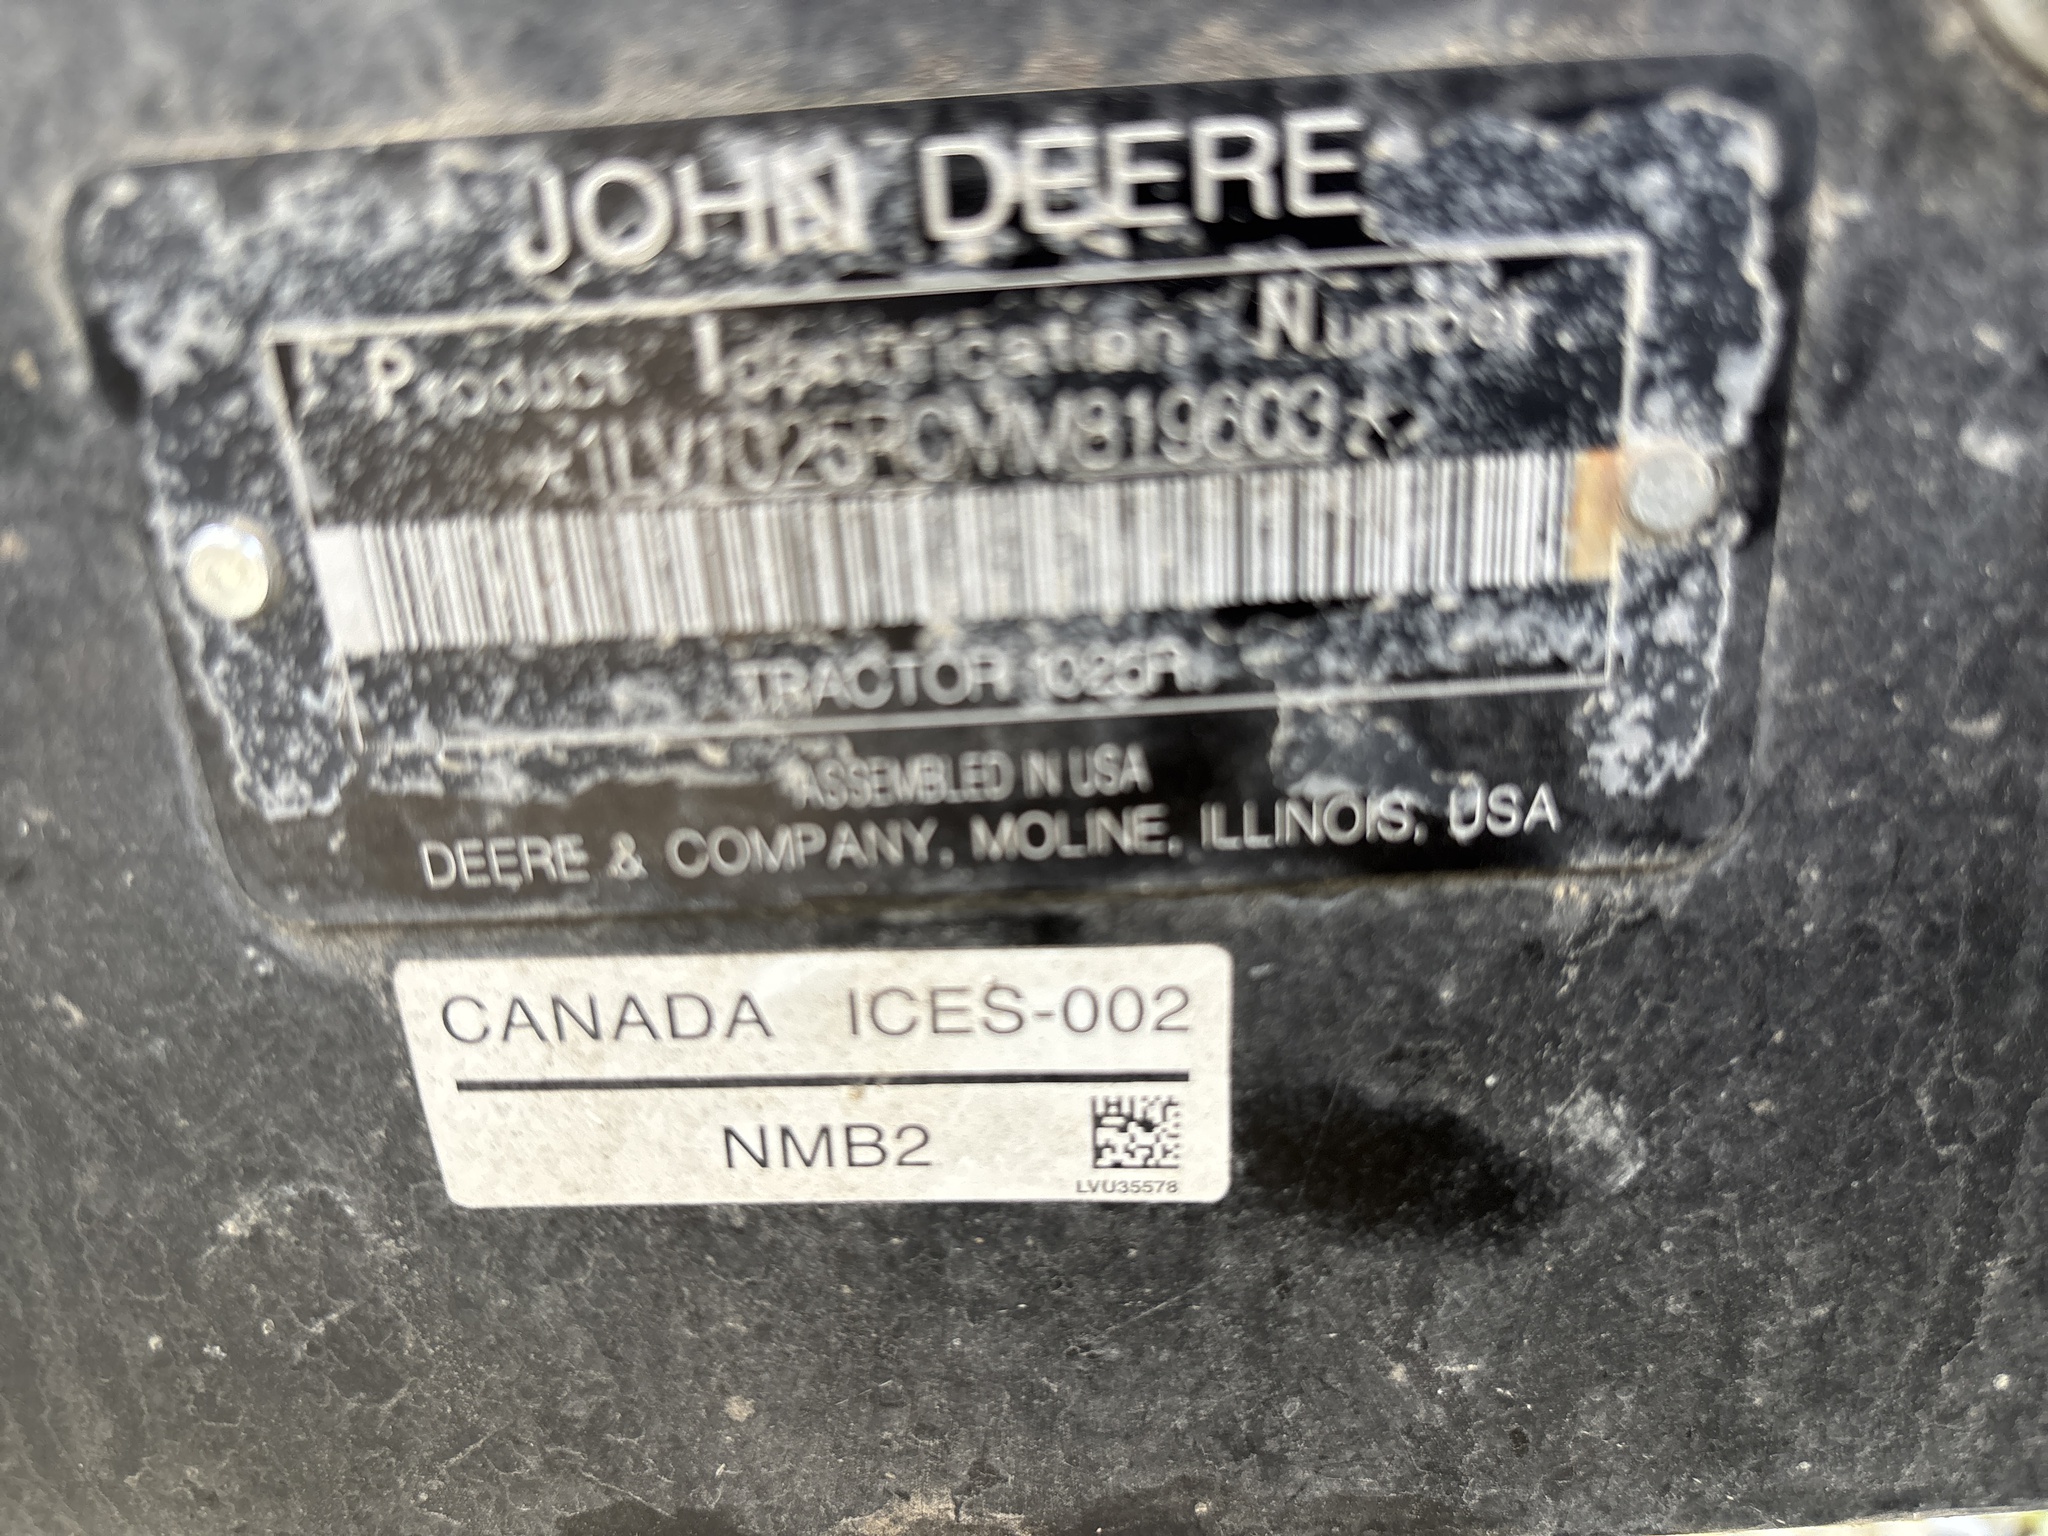 JOHN DEERE
Product Identification Number
TRACTOR 1025R
ASSEMBLED IN USA
DEERE & COMPANY, MOLINE, ILLINOIS, USA
CANADA ICES-002
NMB2
LVU35578